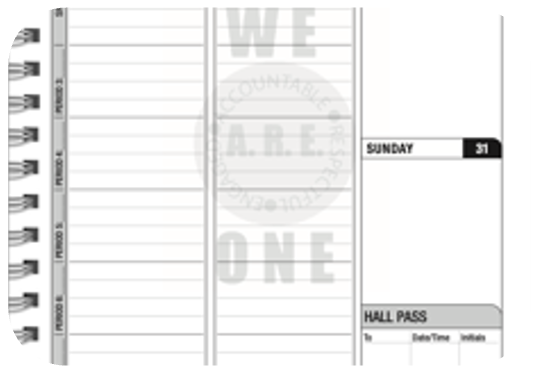 WE
ACCOUNTABLE • RESPECTFUL • ENGAGED
A.R.E.
ONE
PERIOD 3:
PERIOD 4:
PERIOD 5:
PERIOD 6:
SUNDAY 31
HALL PASS
To Date/Time Initials